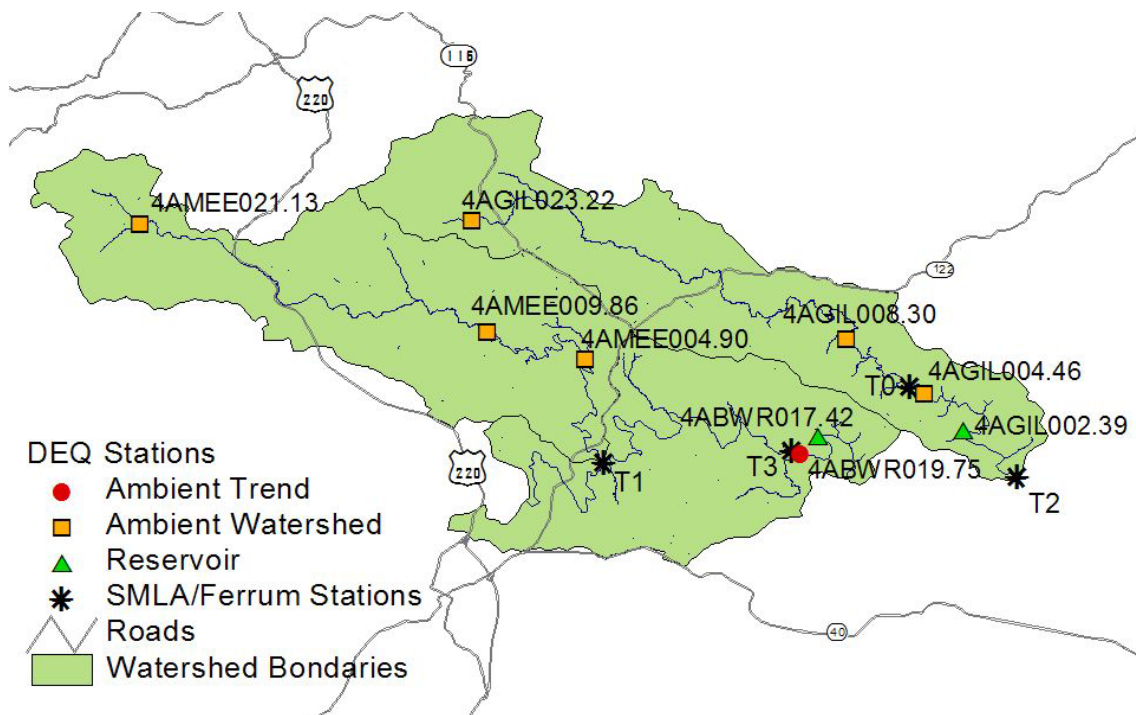 116
220
4AMEE021.13
4AGIL023.22
122
4AMEE009.86
4AGIL008.30
4AMEE004.90
4AGIL004.46
T0
4ABWR017.42
4AGIL002.39
220
T1
T3
4ABWR019.75
T2
DEQ Stations
Ambient Trend
Ambient Watershed
Reservoir
SMLA/Ferrum Stations
Roads
Watershed Bondaries
40